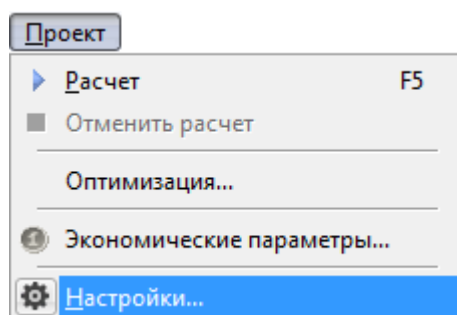 Проект
Расчет F5
Отменить расчет
Оптимизация...
Экономические параметры...
Настройки...